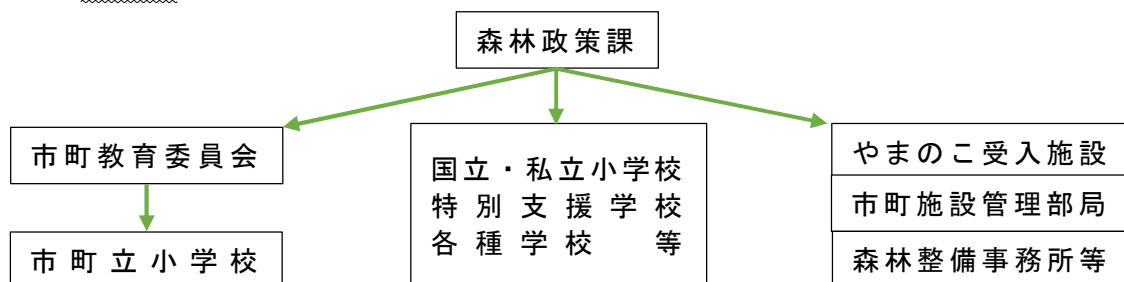 森林政策課
市町教育委員会
市町立小学校
国立・私立小学校
特別支援学校
各種学校　等
やまのこ受入施設
市町施設管理部局
森林整備事務所等